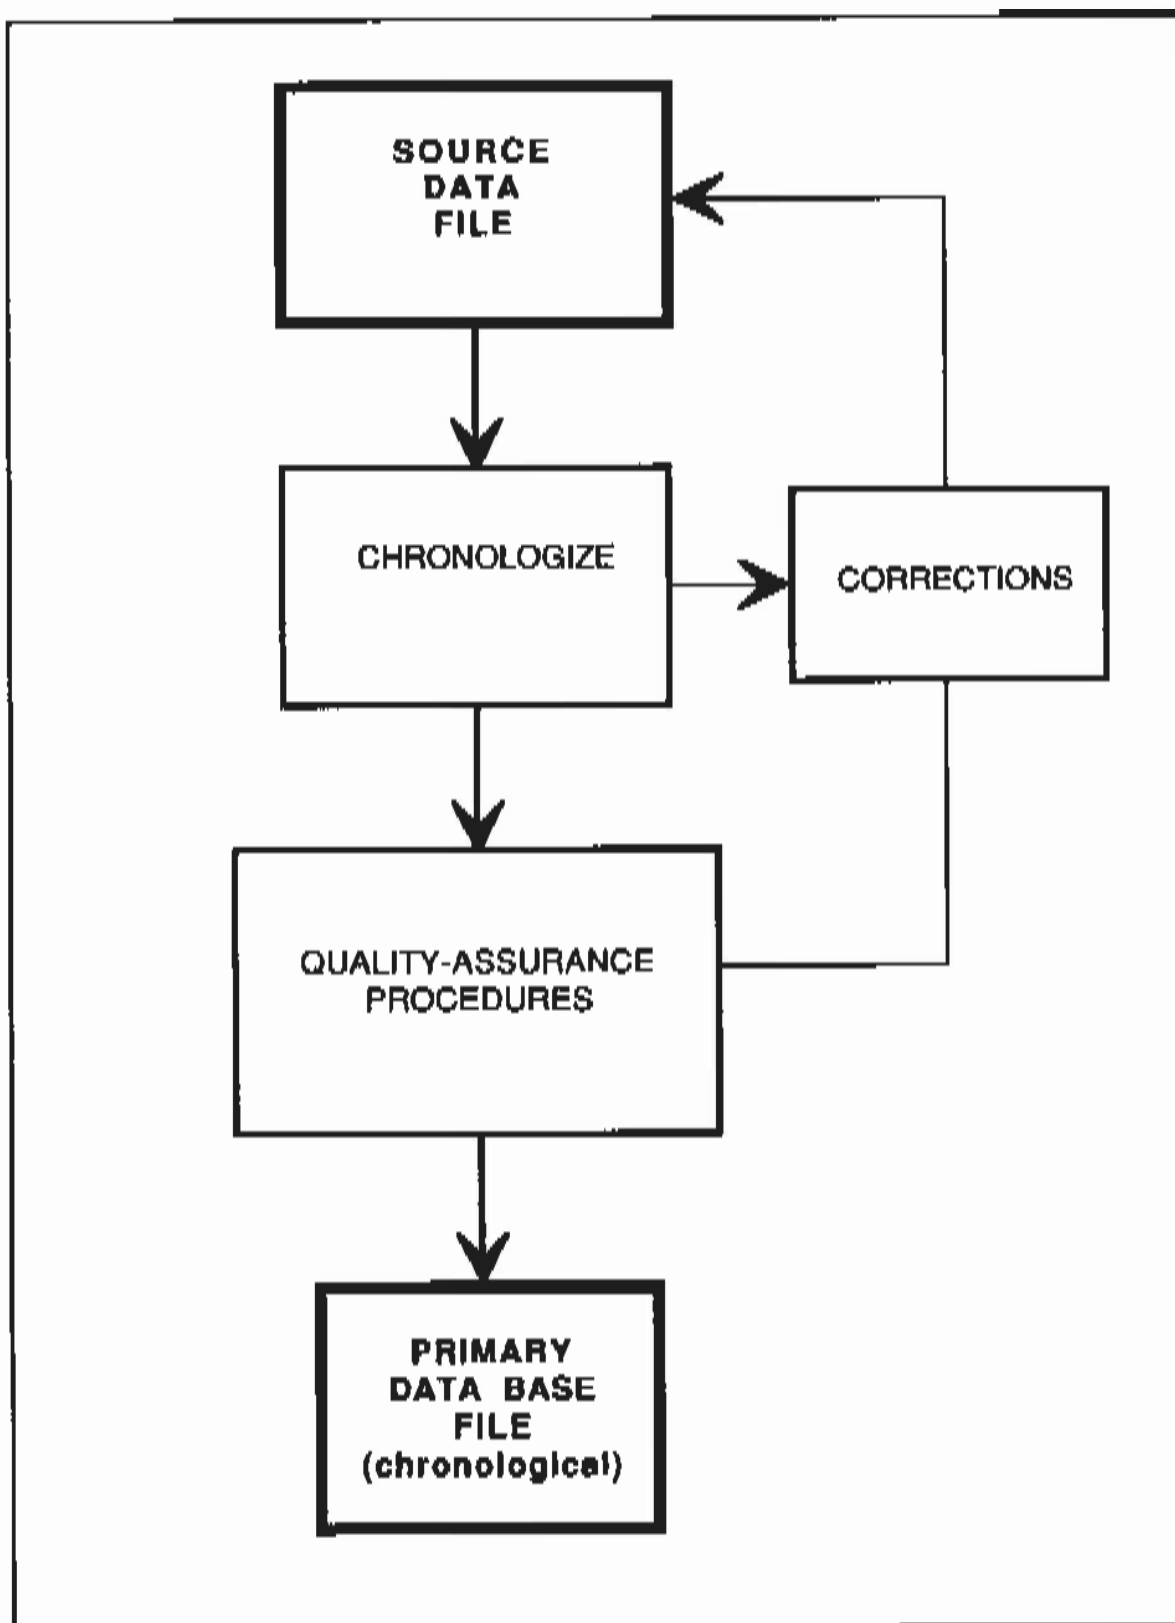 SOURCE
DATA
FILE
CHRONOLOGIZE
CORRECTIONS
QUALITY-ASSURANCE
PROCEDURES
PRIMARY
DATA BASE
FILE
(chronological)